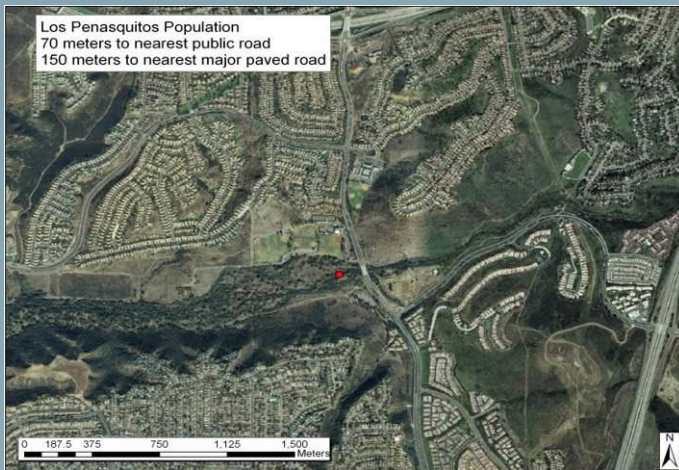 Los Penasquitos Population
70 meters to nearest public road
150 meters to nearest major paved road
0 187.5 375 750 1,125 1,500
Meters
N